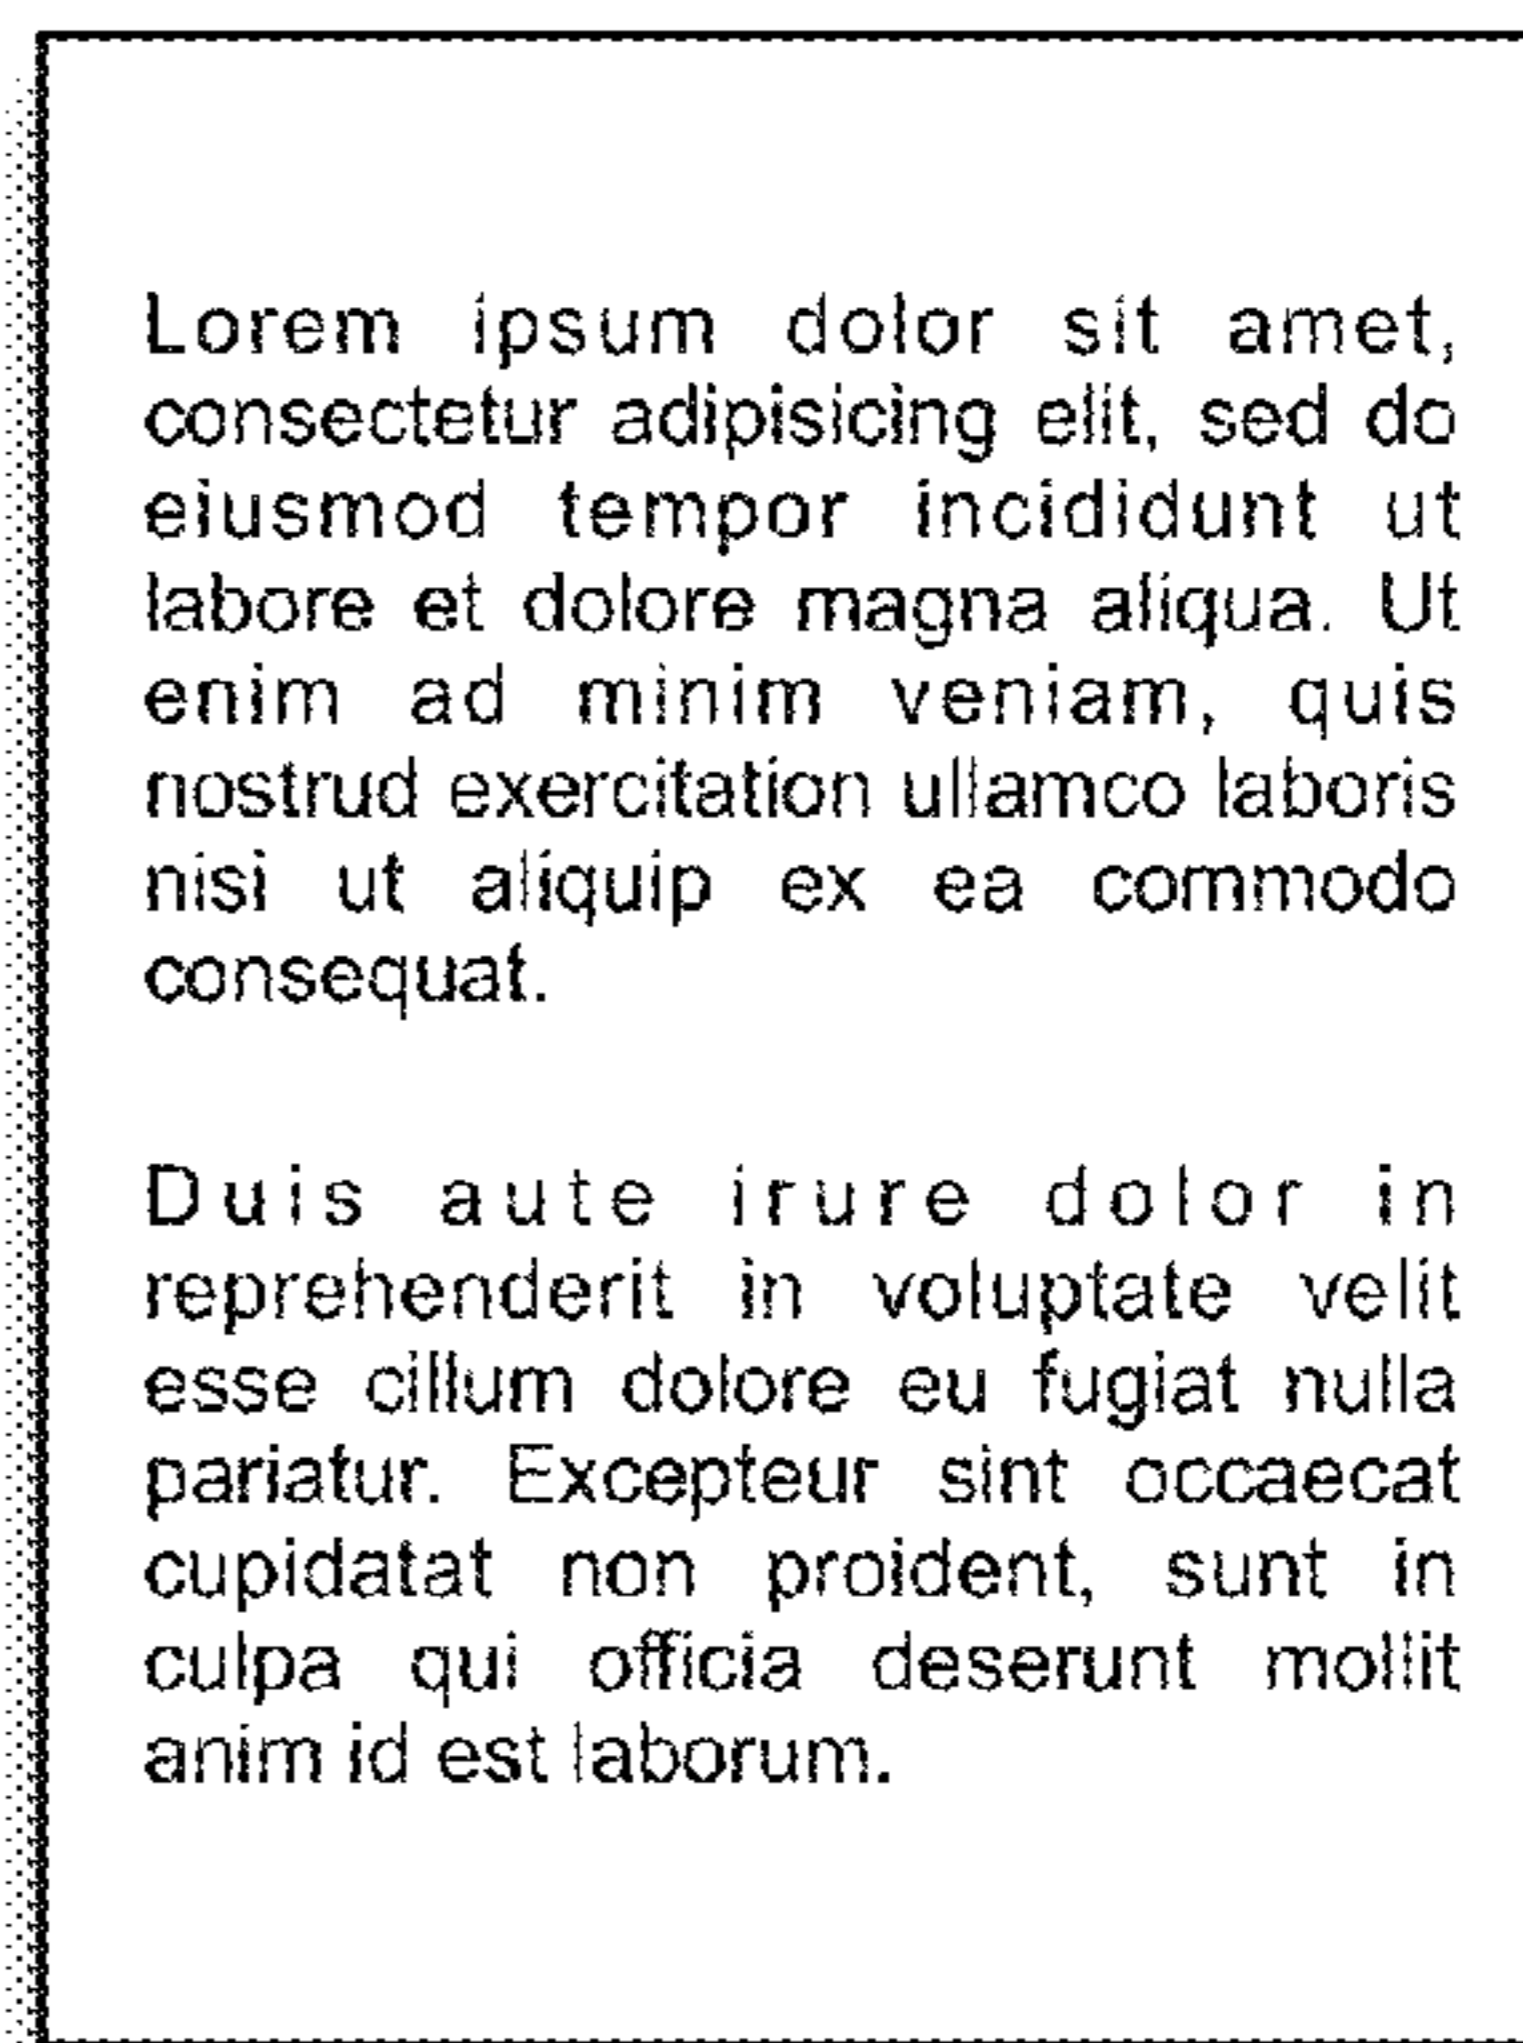 Lorem ipsum dolor sit amet,
consectetur adipisicing elit, sed do
eiusmod tempor incididunt ut
labore et dolore magna aliqua. Ut
enim ad minim veniam, quis
nostrud exercitation ullamco laboris
nisi ut aliquip ex ea commodo
consequat.

Duis aute irure dolor in
reprehenderit in voluptate velit
esse cillum dolore eu fugiat nulla
pariatur. Excepteur sint occaecat
cupidatat non proident, sunt in
culpa qui officia deserunt mollit
anim id est laborum.